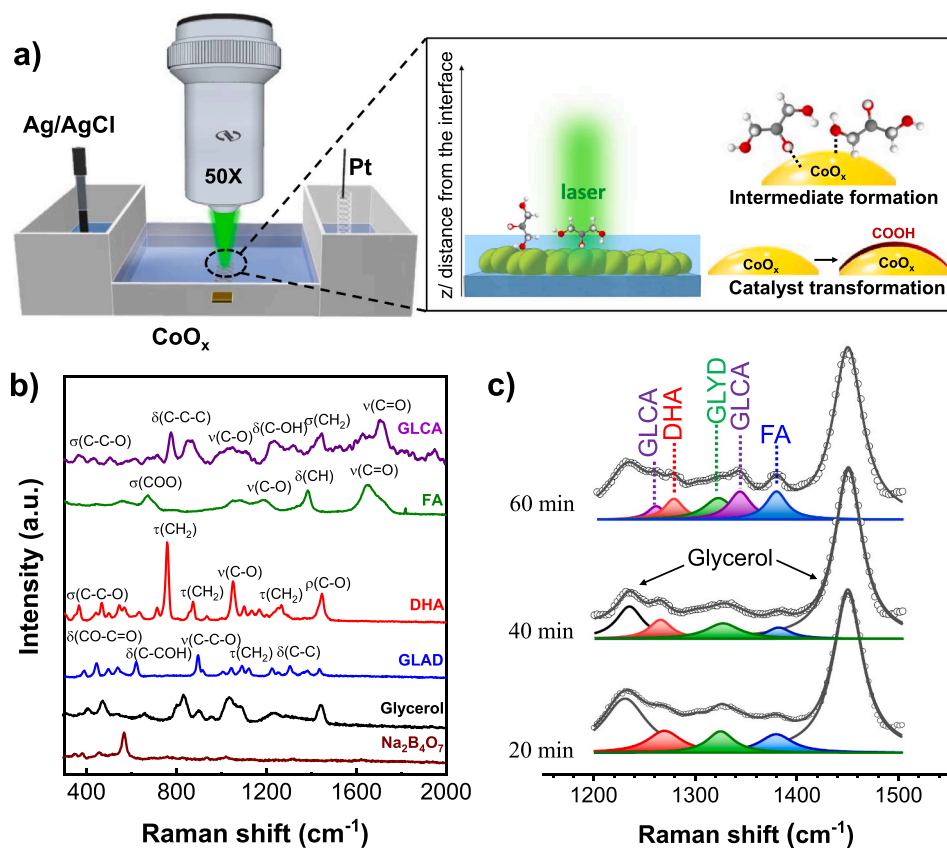 a)
Ag/AgCl
50X
Pt
CoOₓ
z/ distance from the interface
laser
CoOₓ
Intermediate formation
COOH
CoOₓ
CoOₓ
Catalyst transformation
b)
Intensity (a.u.)
σ(C-C-O)
δ(C-C-C)
ν(C-O)
δ(C-OH)
σ(CH₂)
ν(C=O)
GLCA
σ(COO)
ν(C-O)
δ(CH)
ν(C=O)
FA
σ(C-C-O)
τ(CH₂)
τ(CH₂)
ν(C-O)
τ(CH₂)
ρ(C-O)
DHA
δ(CO-C=O)
δ(C-COH)
ν(C-C-O)
τ(CH₂)
δ(C-C)
GLAD
Glycerol
Na₂B₄O₇
400 800 1200 1600 2000
Raman shift (cm⁻¹)
c)
GLCA
DHA
GLYD
GLCA
FA
60 min
Glycerol
40 min
20 min
1200 1300 1400 1500
Raman shift (cm⁻¹)